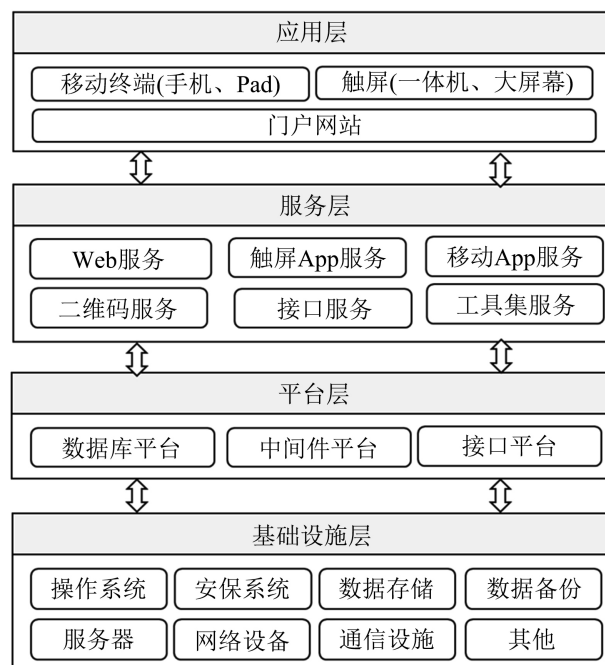 应用层
移动终端(手机、Pad) 触屏(一体机、大屏幕)
门户网站
服务层
Web服务 触屏App服务 移动App服务
二维码服务 接口服务 工具集服务
平台层
数据库平台 中间件平台 接口平台
基础设施层
操作系统 安保系统 数据存储 数据备份
服务器 网络设备 通信设施 其他